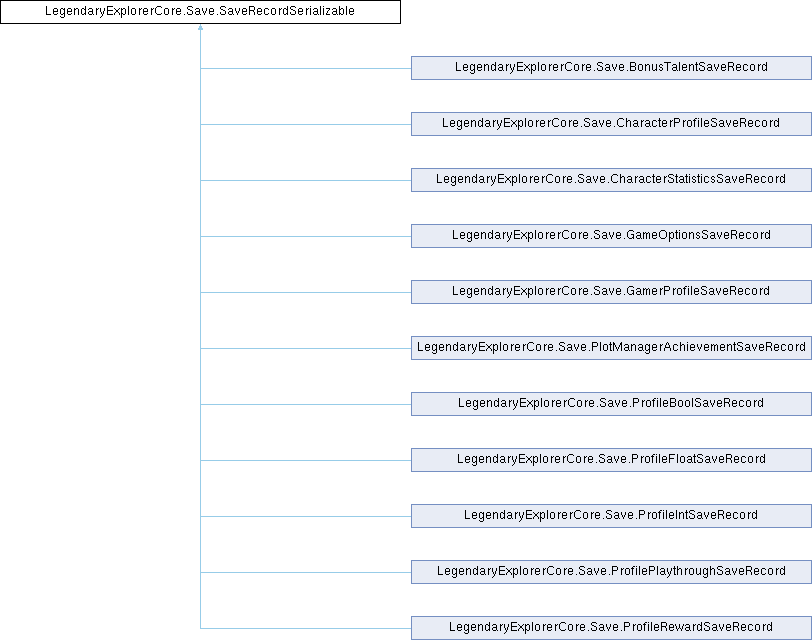 LegendaryExplorerCore.Save.SaveRecordSerializable
LegendaryExplorerCore.Save.BonusTalentSaveRecord
LegendaryExplorerCore.Save.CharacterProfileSaveRecord
LegendaryExplorerCore.Save.CharacterStatisticsSaveRecord
LegendaryExplorerCore.Save.GameOptionsSaveRecord
LegendaryExplorerCore.Save.GamerProfileSaveRecord
LegendaryExplorerCore.Save.PlotManagerAchievementSaveRecord
LegendaryExplorerCore.Save.ProfileBoolSaveRecord
LegendaryExplorerCore.Save.ProfileFloatSaveRecord
LegendaryExplorerCore.Save.ProfileIntSaveRecord
LegendaryExplorerCore.Save.ProfilePlaythroughSaveRecord
LegendaryExplorerCore.Save.ProfileRewardSaveRecord